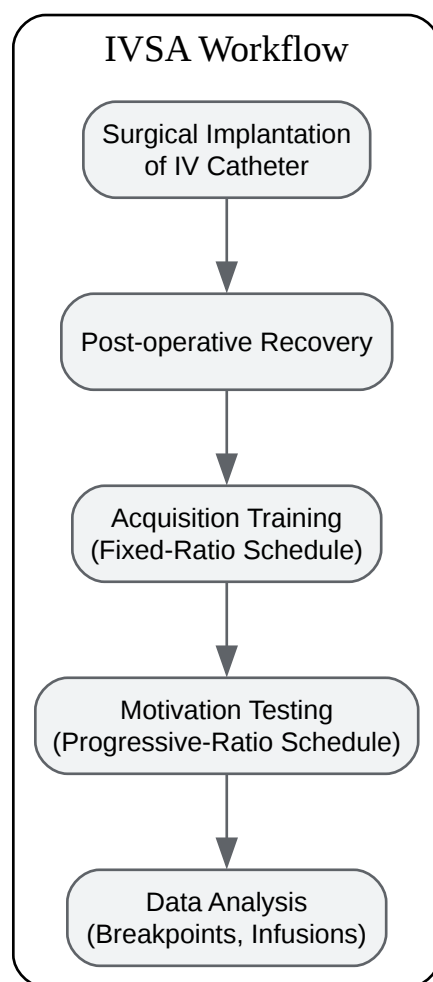 IVSA Workflow
Surgical Implantation
of IV Catheter
Post-operative Recovery
Acquisition Training
(Fixed-Ratio Schedule)
Motivation Testing
(Progressive-Ratio Schedule)
Data Analysis
(Breakpoints, Infusions)